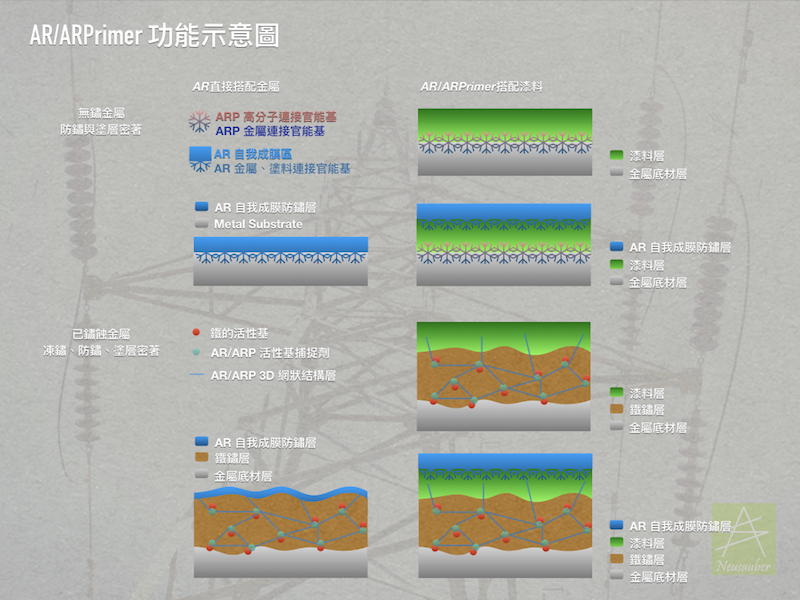 AR/ARPrimer 功能示意圖
AR直接搭配金屬
AR/ARPrimer搭配漆料
無鏽金屬
防鏽與塗層密著
ARP 高分子連接官能基
ARP 金屬連接官能基
AR 自我成膜區
AR 金屬、塗料連接官能基
漆料層
金屬底材層
AR 自我成膜防鏽層
Metal Substrate
AR 自我成膜防鏽層
漆料層
金屬底材層
已鏽蝕金屬
凍鏽、防鏽、塗層密著
鐵的活性基
AR/ARP 活性基捕捉劑
AR/ARP 3D 網狀結構層
漆料層
鐵鏽層
金屬底材層
AR 自我成膜防鏽層
鐵鏽層
金屬底材層
AR 自我成膜防鏽層
漆料層
鐵鏽層
金屬底材層
Neusauber